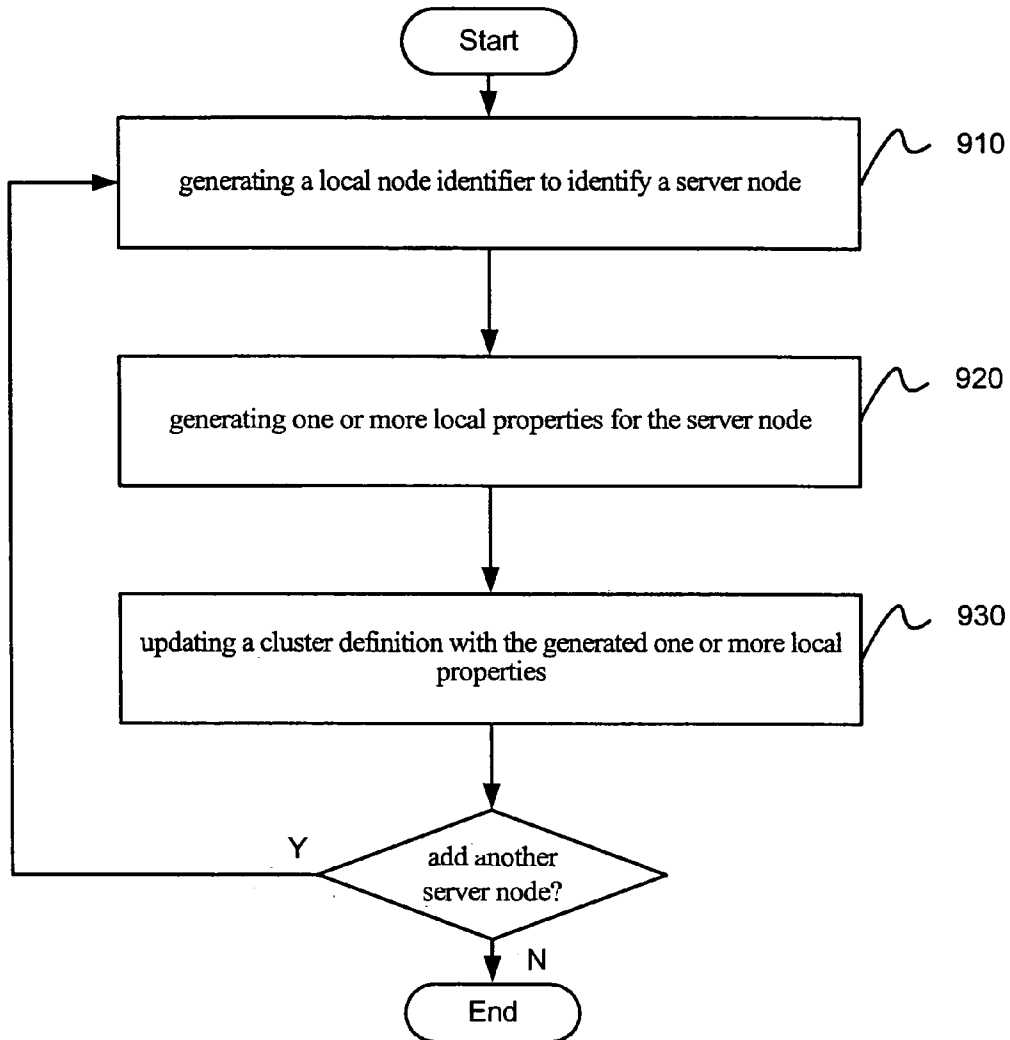 Start
generating a local node identifier to identify a server node
910
generating one or more local properties for the server node
920
updating a cluster definition with the generated one or more local
properties
930
Y
add another
server node?
N
End